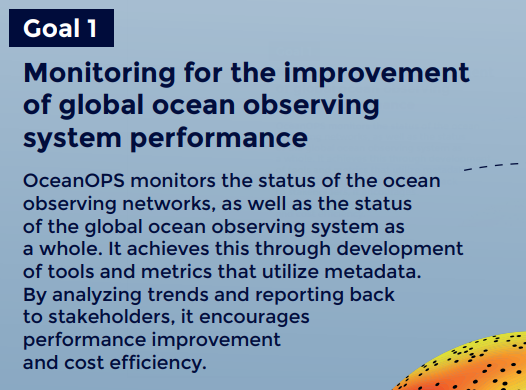 Goal 1
Monitoring for the improvement
of global ocean observing
system performance
OceanOPS monitors the status of the ocean
observing networks, as well as the status
of the global ocean observing system as
a whole. It achieves this through development
of tools and metrics that utilize metadata.
By analyzing trends and reporting back
to stakeholders, it encourages
performance improvement
and cost efficiency.